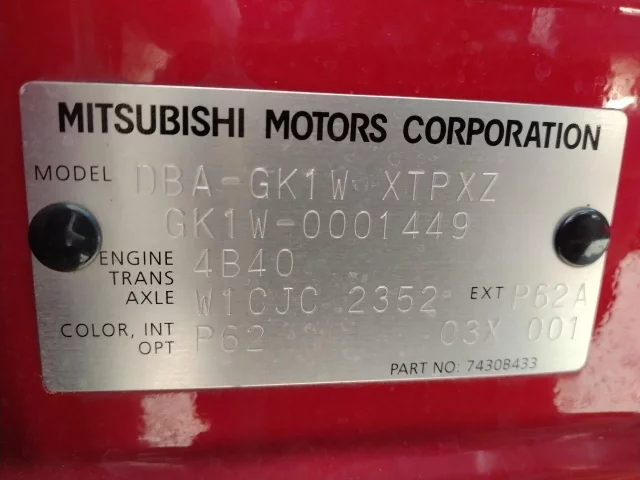 MITSUBISHI MOTORS CORPORATION
MODEL DBA-GK1W XTPXZ
GK1W-0001449
ENGINE 4B40
TRANS
AXLE W1CJC 2352 EXT P62A
COLOR, INT
OPT P62 03X 001
PART NO: 7430B433